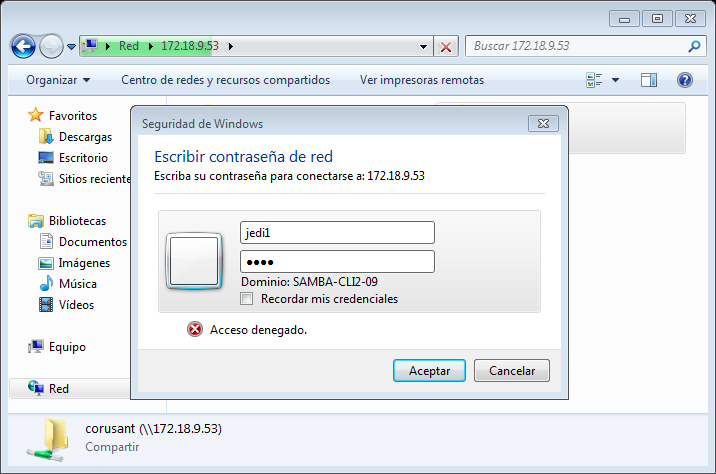 Red
172.18.9.53
Buscar 172.18.9.53
Organizar
Centro de redes y recursos compartidos
Ver impresoras remotas
Favoritos
Descargas
Escritorio
Sitios reciente
Bibliotecas
Documentos
Imágenes
Música
Vídeos
Equipo
Red
Seguridad de Windows
Escribir contraseña de red
Escriba su contraseña para conectarse a: 172.18.9.53
jedi1
●●●●
Dominio: SAMBA-CLI2-09
Recordar mis credenciales
Acceso denegado.
Aceptar
Cancelar
corusant (\\172.18.9.53)
Compartir